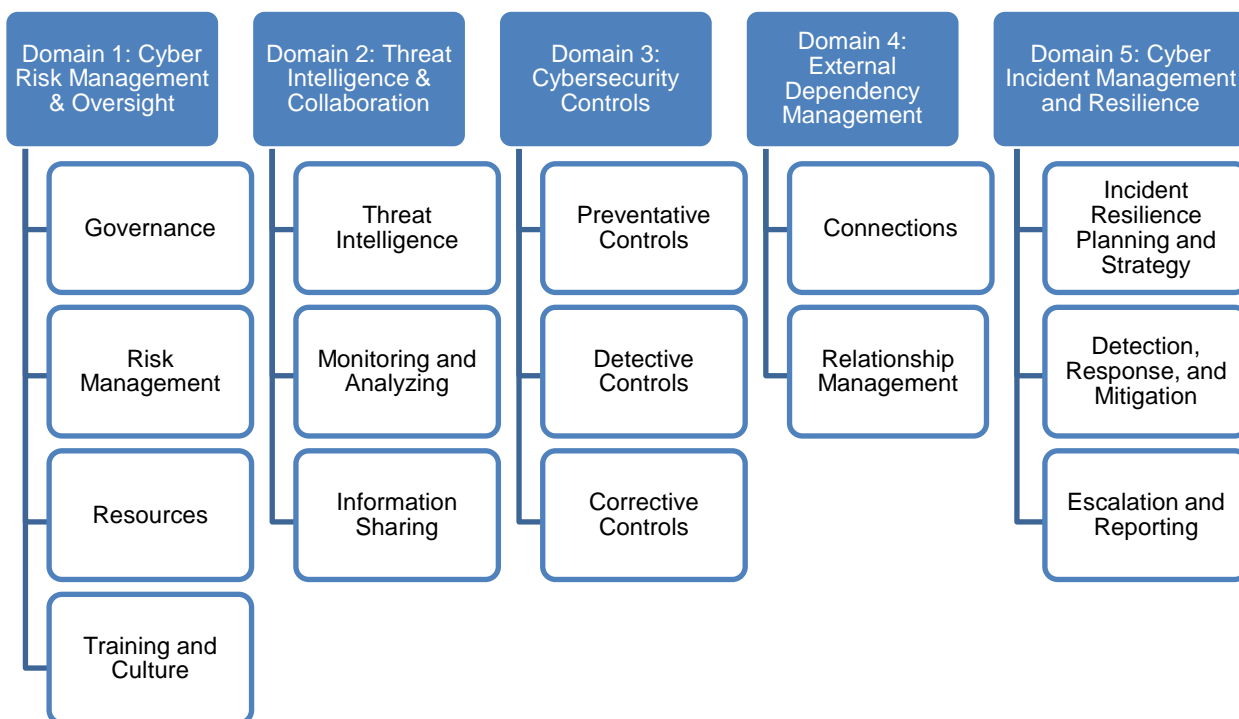 Domain 1: Cyber
Risk Management
& Oversight
Governance
Risk
Management
Resources
Training and
Culture
Domain 2: Threat
Intelligence &
Collaboration
Threat
Intelligence
Monitoring and
Analyzing
Information
Sharing
Domain 3:
Cybersecurity
Controls
Preventative
Controls
Detective
Controls
Corrective
Controls
Domain 4:
External
Dependency
Management
Connections
Relationship
Management
Domain 5: Cyber
Incident Management
and Resilience
Incident
Resilience
Planning and
Strategy
Detection,
Response, and
Mitigation
Escalation and
Reporting